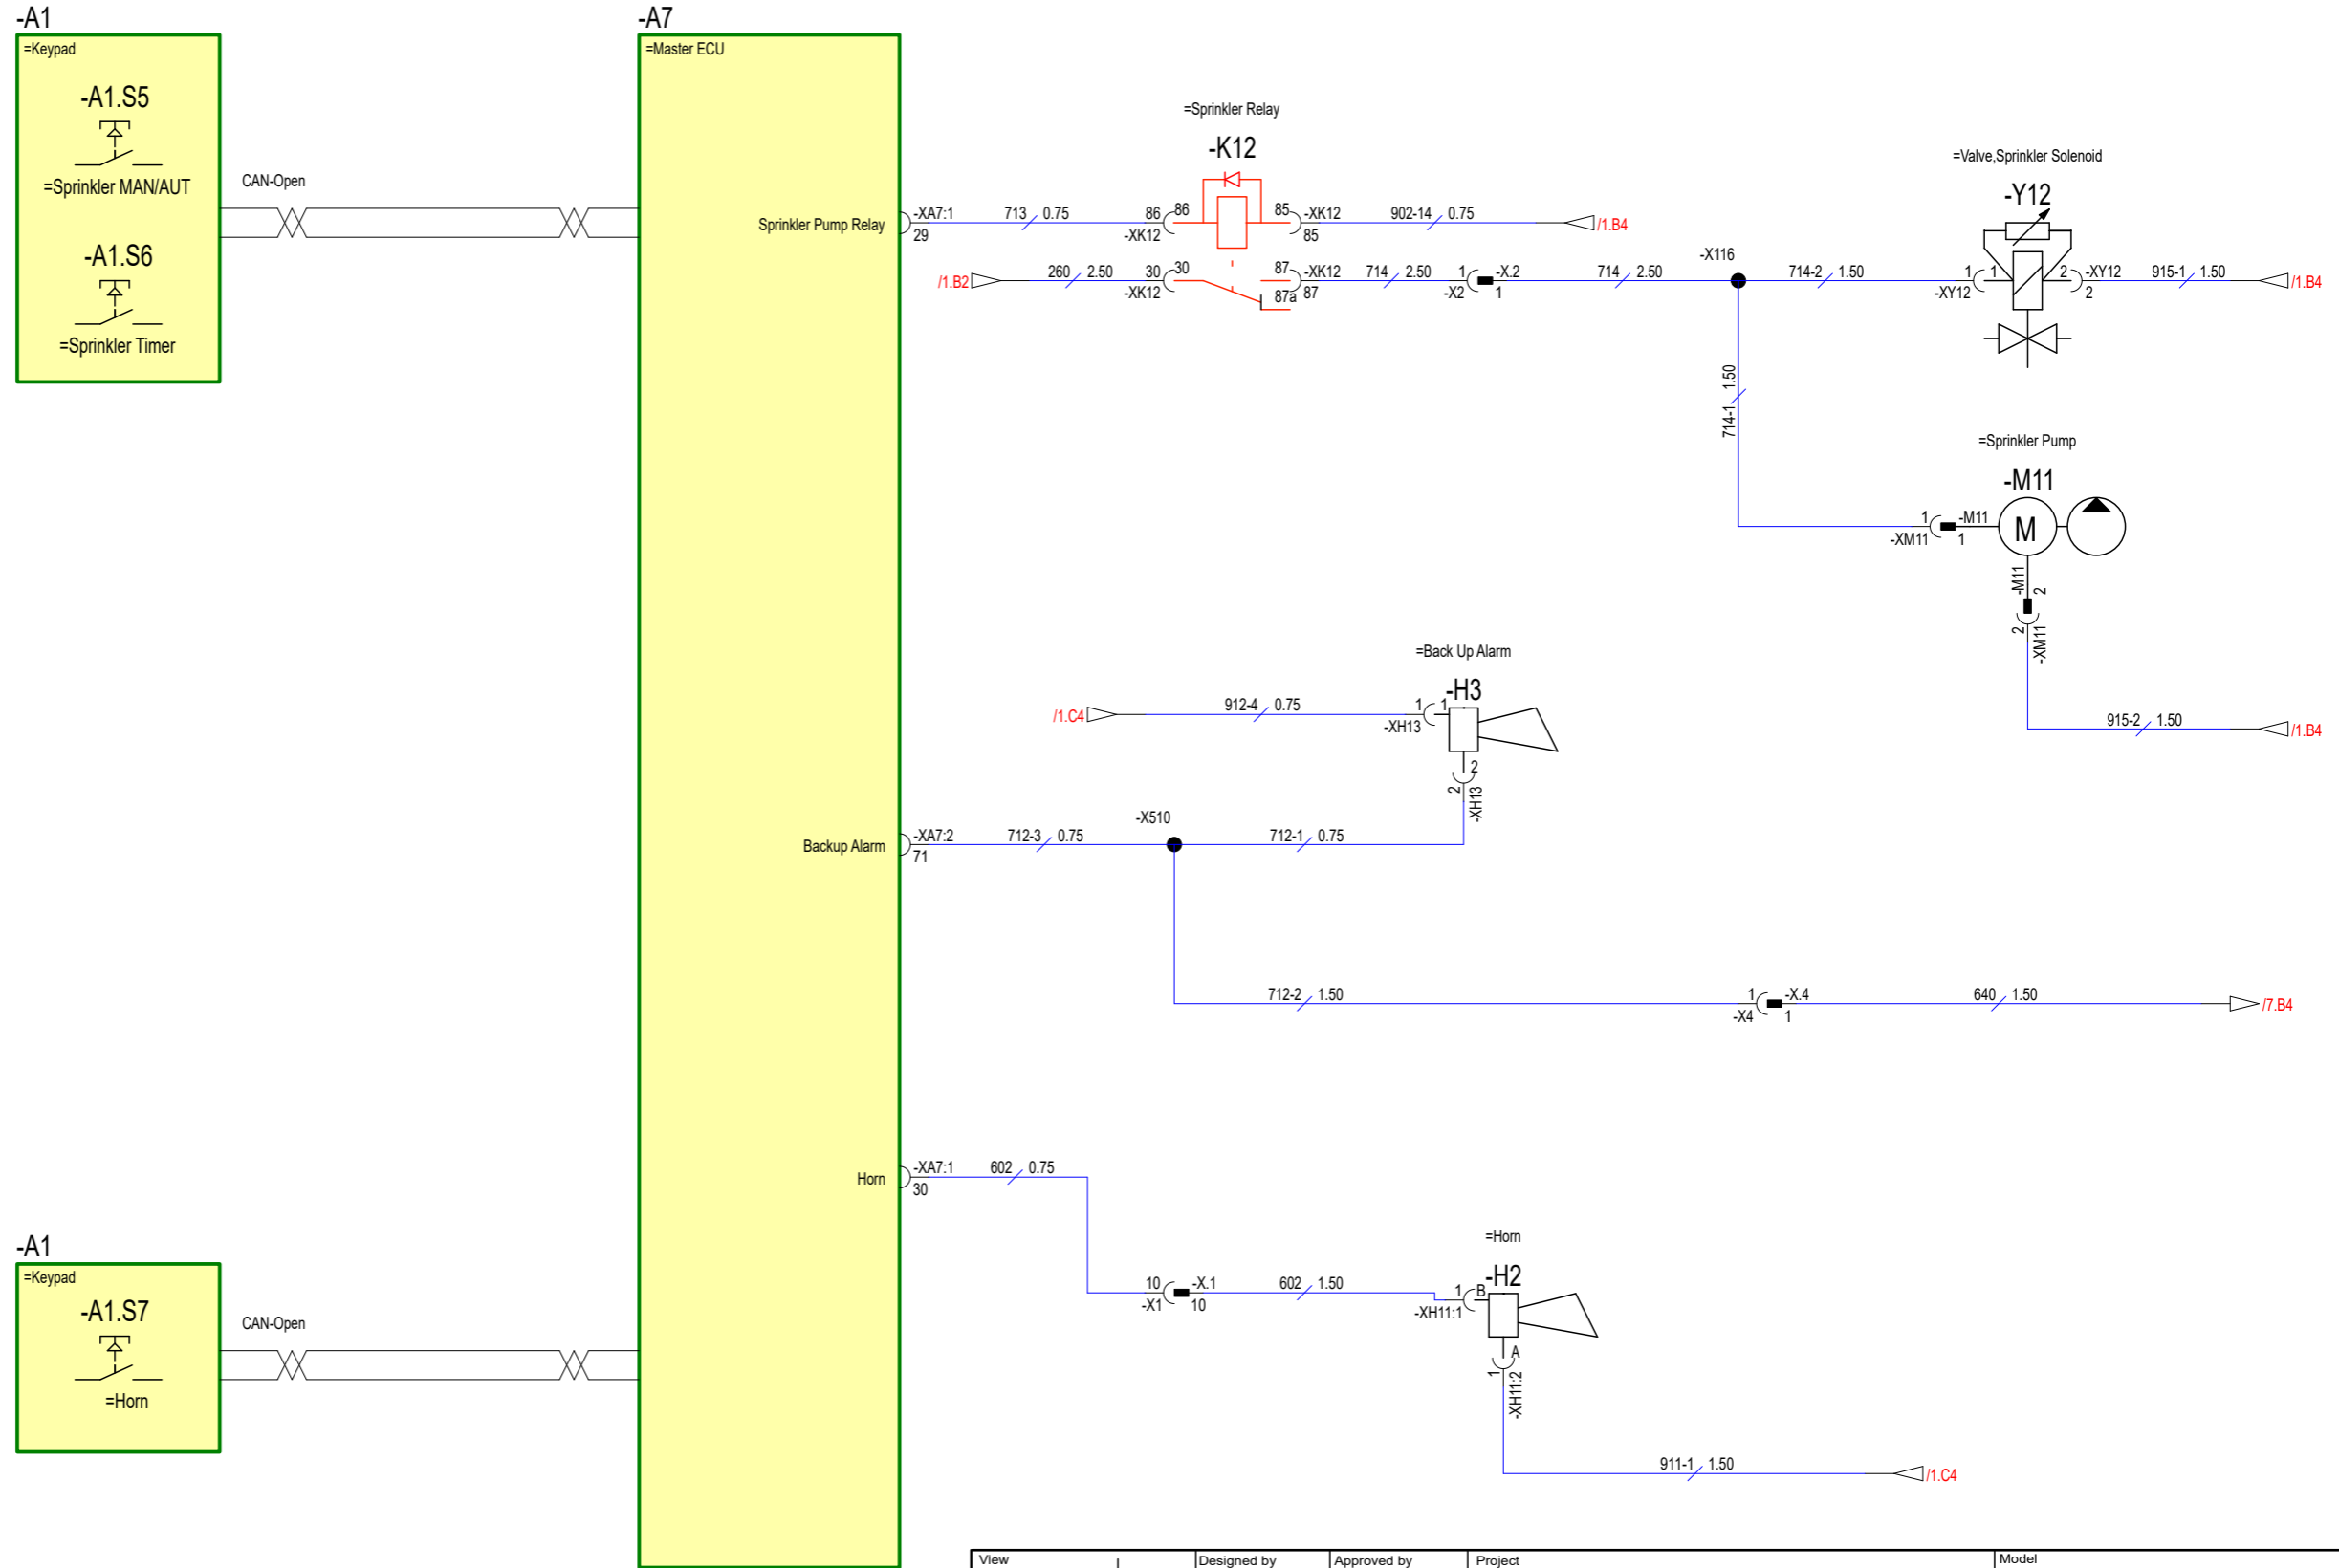 -A1
=Keypad
-A1.S5
=Sprinkler MAN/AUT
-A1.S6
=Sprinkler Timer
CAN-Open
-A7
=Master ECU
Sprinkler Pump Relay
-XA7:1
29
713 0.75
=Sprinkler Relay
-K12
86 86
-XK12
85 -XK12
85
902-14 0.75
/1.B4
/1.B2
260 2.50
30 30
-XK12
87 -XK12
87a 87
714 2.50
1 -X.2
-X2 1
714 2.50
-X116
714-2 1.50
=Valve,Sprinkler Solenoid
-Y12
1 1
-XY12
2 -XY12
2
915-1 1.50
/1.B4
714-1 1.50
=Sprinkler Pump
-M11
1 -M11
-XM11 1
M
-M11
2
2
-XM11
915-2 1.50
/1.B4
=Back Up Alarm
-H3
/1.C4
912-4 0.75
1 1
-XH13
2
2
-XH13
Backup Alarm
-XA7:2
71
712-3 0.75
-X510
712-1 0.75
712-2 1.50
1 -X.4
-X4 1
640 1.50
/7.B4
Horn
-XA7:1
30
602 0.75
10 -X.1
-X1 10
602 1.50
=Horn
-H2
1 B
-XH11:1
A
1
-XH11:2
911-1 1.50
/1.C4
-A1
=Keypad
-A1.S7
=Horn
CAN-Open
View Designed by Approved by Project Model